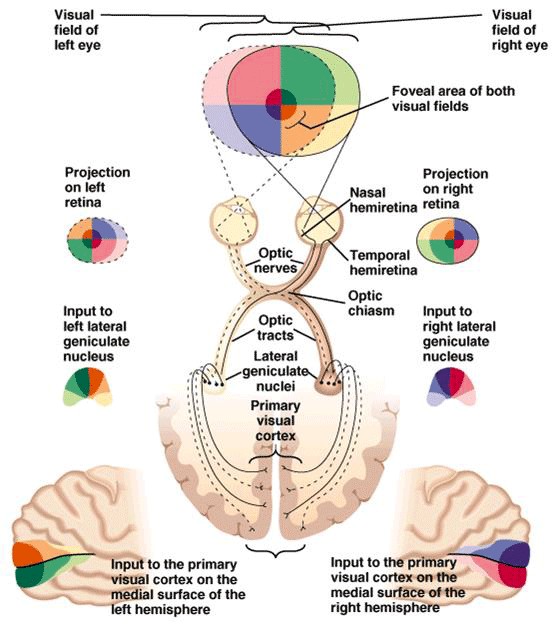 Visual
field of
left eye
Visual
field of
right eye
Foveal area of both
visual fields
Projection
on left
retina
Projection
on right
retina
Nasal
hemiretina
Optic
nerves
Temporal
hemiretina
Optic
chiasm
Input to
left lateral
geniculate
nucleus
Optic
tracts
Input to
right lateral
geniculate
nucleus
Lateral
geniculate
nuclei
Primary
visual
cortex
Input to the primary
visual cortex on the
medial surface of the
left hemisphere
Input to the primary
visual cortex on the
medial surface of the
right hemisphere